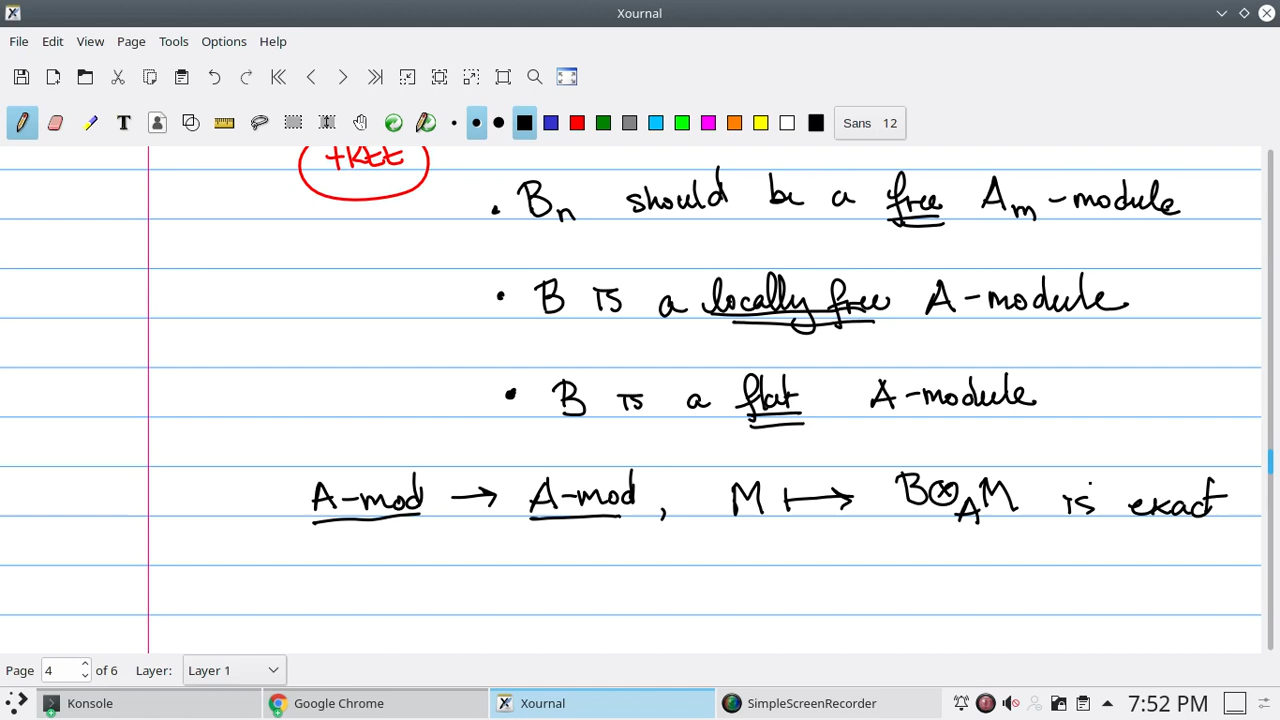 Xournal
File Edit View Page Tools Options Help
T Sans 12
free
• Bn should be a free Am-module
• B is a locally free A-module
• B is a flat A-module
A-mod → A-mod, M ↦ B⊗_A M is exact
Page 4 of 6 Layer: Layer 1
Konsole Google Chrome Xournal SimpleScreenRecorder 7:52 PM